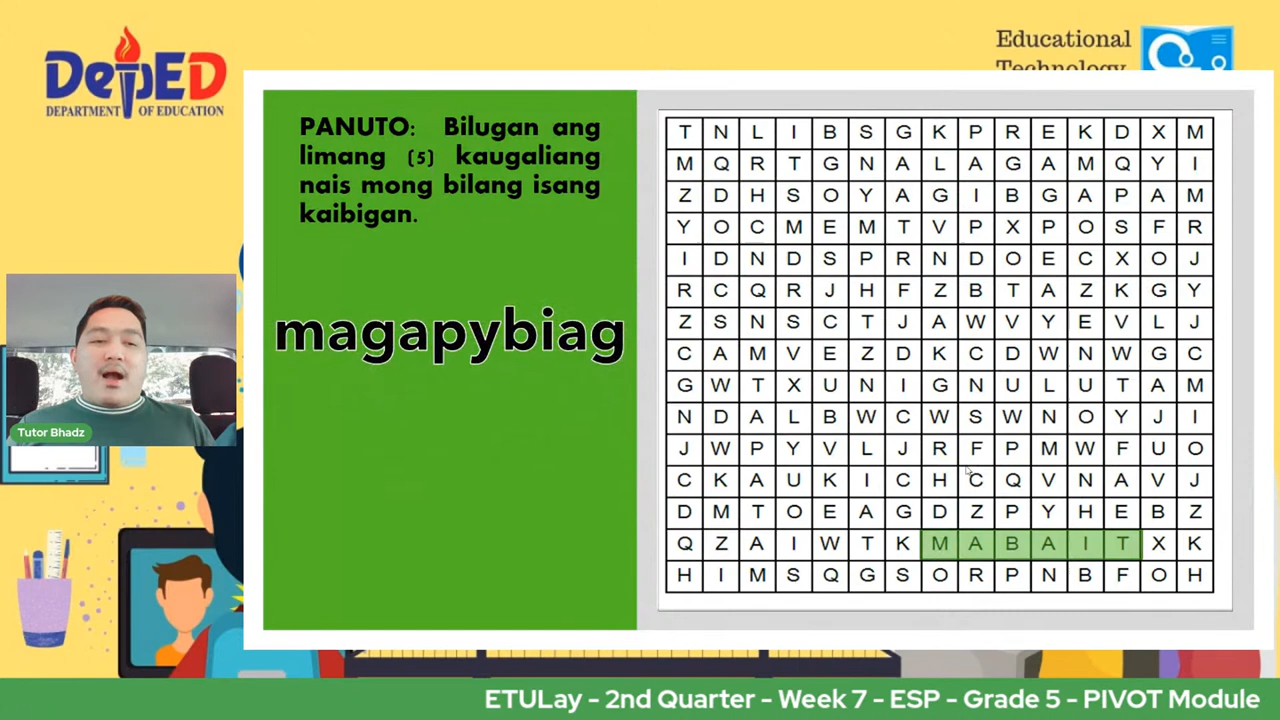 DepED
DEPARTMENT OF EDUCATION
Educational
Technology
PANUTO: Bilugan ang
limang (5) kaugaliang
nais mong bilang isang
kaibigan.
magapybiag
Tutor Bhadz
T N L I B S G K P R E K D X M
M Q R T G N A L A G A M Q Y I
Z D H S O Y A G I B G A P A M
Y O C M E M T V P X P O S F R
I D N D S P R N D O E C X O J
R C Q R J H F Z B T A Z K G Y
Z S N S C T J A W V Y E V L J
C A M V E Z D K C D W N W G C
G W T X U N I G N U L U T A M
N D A L B W C W S W N O Y J I
J W P Y V L J R F P M W F U O
C K A U K I C H C Q V N A V J
D M T O E A G D Z P Y H E B Z
Q Z A I W T K M A B A I T X K
H I M S Q G S O R P N B F O H
ETULay - 2nd Quarter - Week 7 - ESP - Grade 5 - PIVOT Module